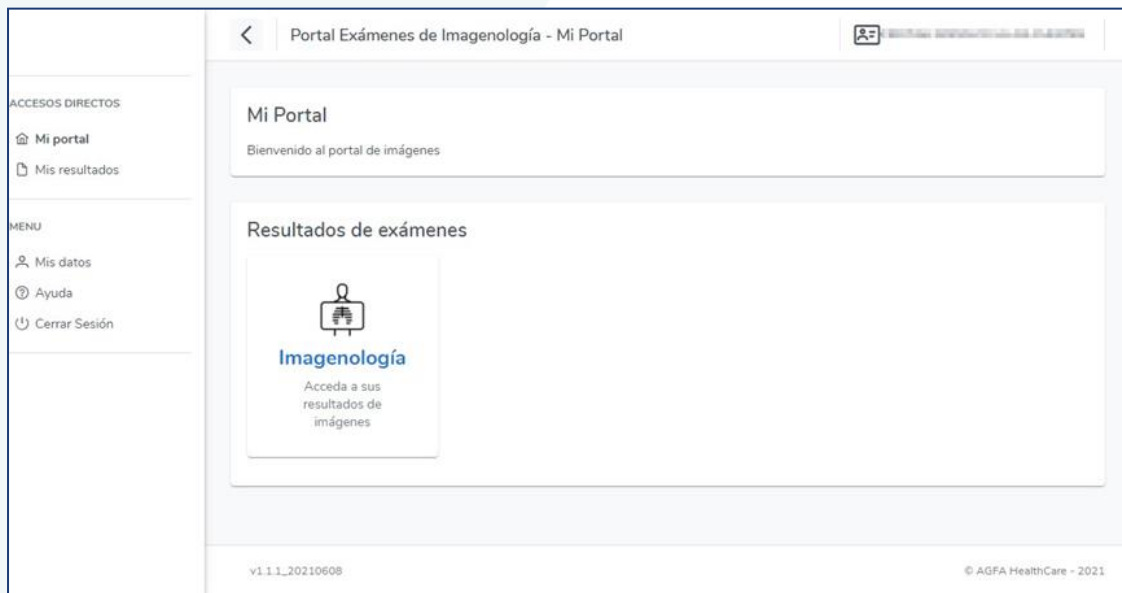 Portal Exámenes de Imagenología - Mi Portal
ACCESOS DIRECTOS
Mi portal
Mis resultados
MENU
Mis datos
Ayuda
Cerrar Sesión
Mi Portal
Bienvenido al portal de imágenes
Resultados de exámenes
Imagenología
Acceda a sus
resultados de
imágenes
v1.1.1_20210608
© AGFA HealthCare - 2021